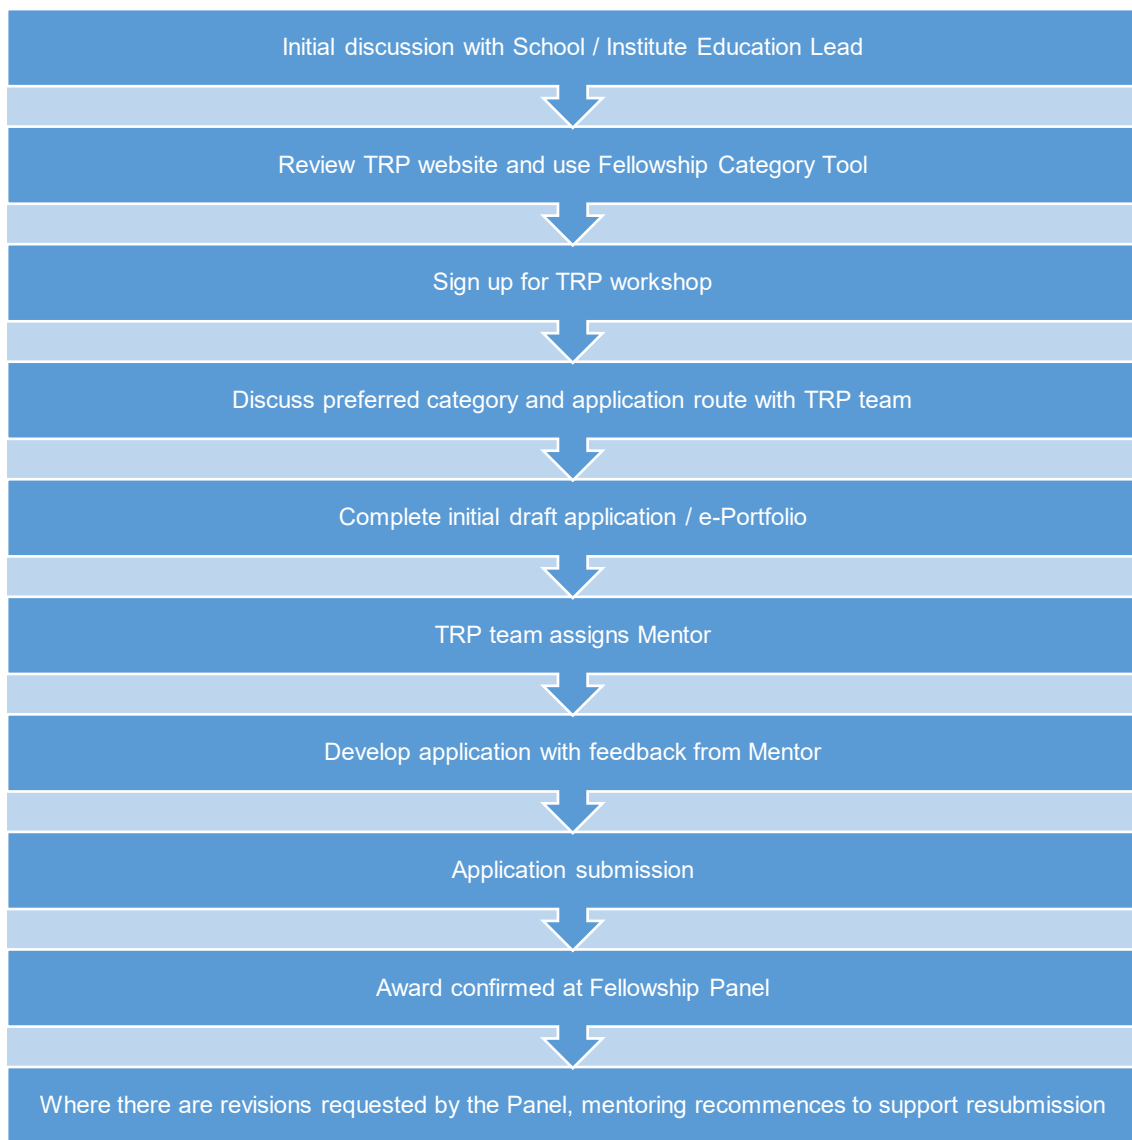 Initial discussion with School / Institute Education Lead
Review TRP website and use Fellowship Category Tool
Sign up for TRP workshop
Discuss preferred category and application route with TRP team
Complete initial draft application / e-Portfolio
TRP team assigns Mentor
Develop application with feedback from Mentor
Application submission
Award confirmed at Fellowship Panel
Where there are revisions requested by the Panel, mentoring recommences to support resubmission